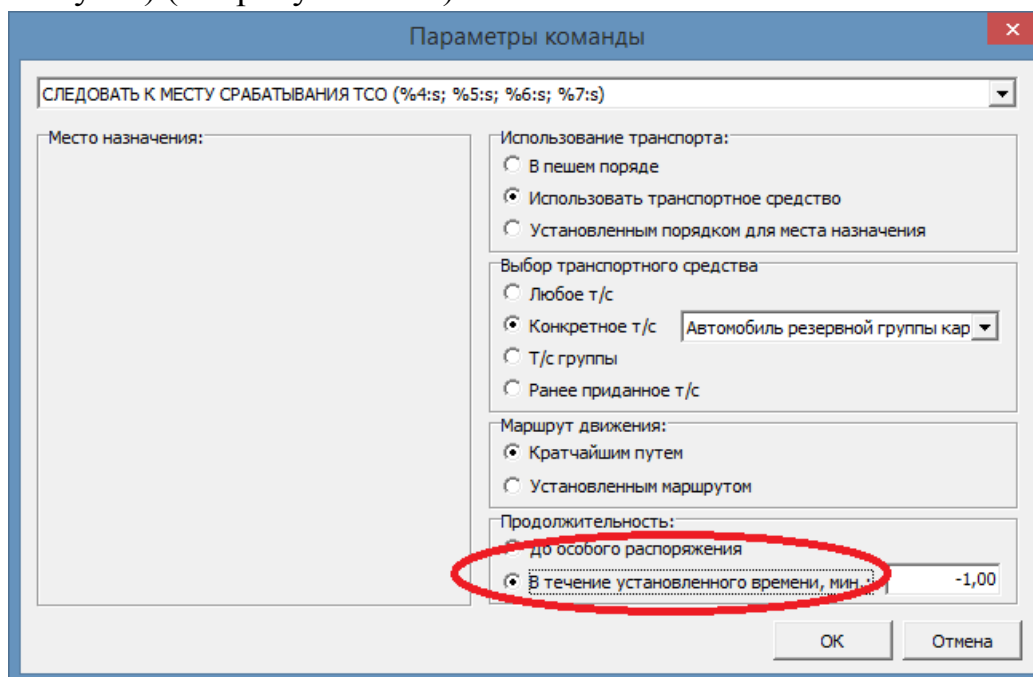 Параметры команды
СЛЕДОВАТЬ К МЕСТУ СРАБАТЫВАНИЯ ТСО (%4:s; %5:s; %6:s; %7:s)
Место назначения:
Использование транспорта:
В пешем поряде
Использовать транспортное средство
Установленным порядком для места назначения
Выбор транспортного средства
Любое т/с
Конкретное т/с
Автомобиль резервной группы кар
Т/с группы
Ранее приданное т/с
Маршрут движения:
Кратчайшим путем
Установленным маршрутом
Продолжительность:
До особого распоряжения
В течение установленного времени, мин.:
-1,00
ОК
Отмена